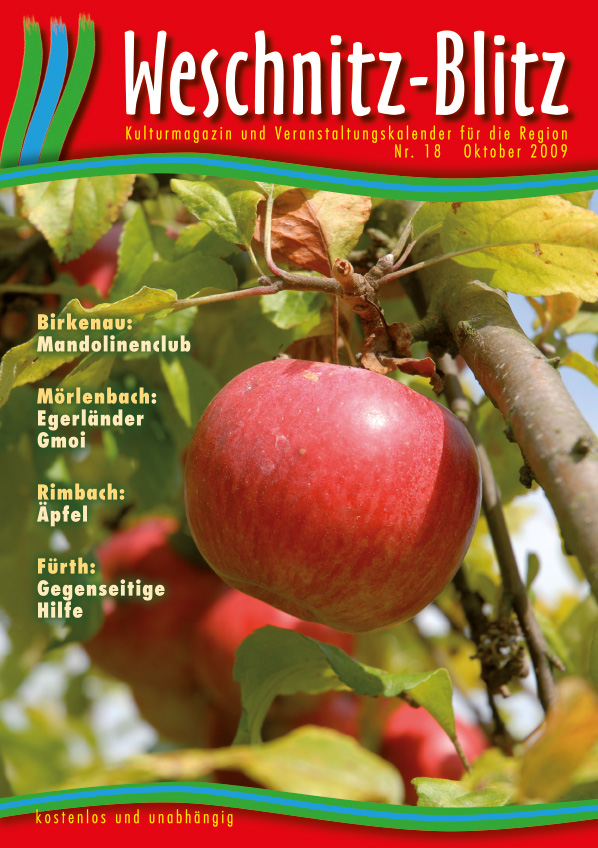 Weschnitz-Blitz
Kulturmagazin und Veranstaltungskalender für die Region
Nr. 18 Oktober 2009
Birkenau:
Mandolinenclub
Mörlenbach:
Egerländer
Gmoi
Rimbach:
Äpfel
Fürth:
Gegenseitige
Hilfe
kostenlos und unabhängig